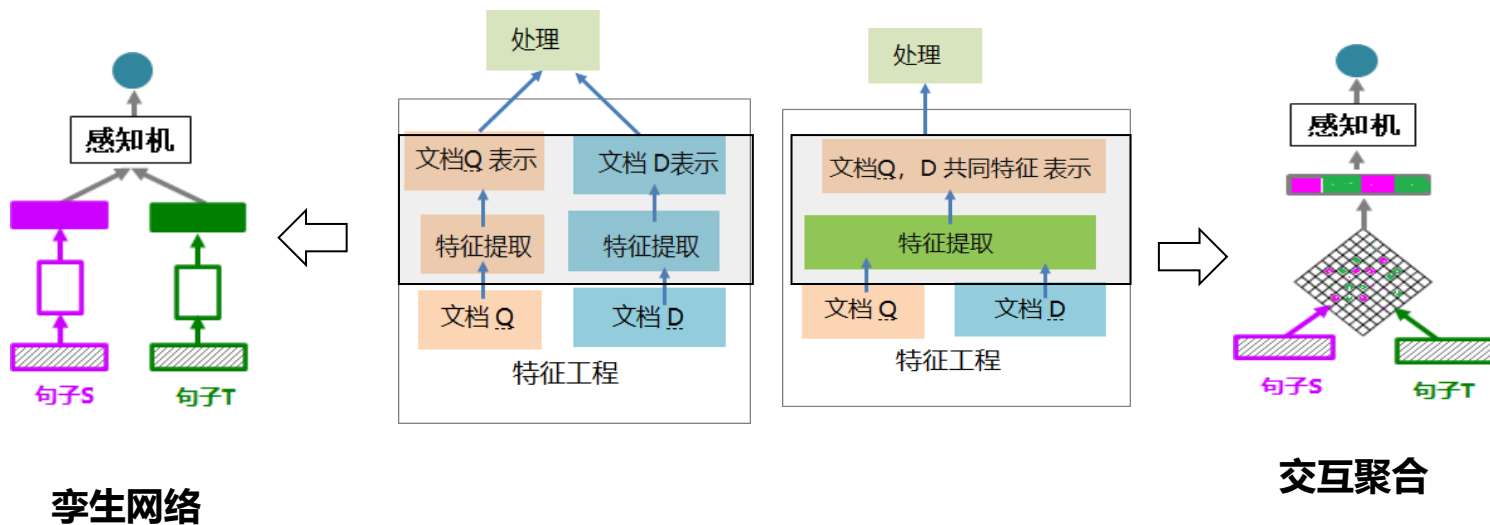 感知机
句子S
句子T
孪生网络
处理
文档Q 表示
文档 D表示
特征提取
特征提取
文档 Q
文档 D
特征工程
处理
文档Q，D 共同特征 表示
特征提取
文档 Q
文档 D
特征工程
感知机
句子S
句子T
交互聚合